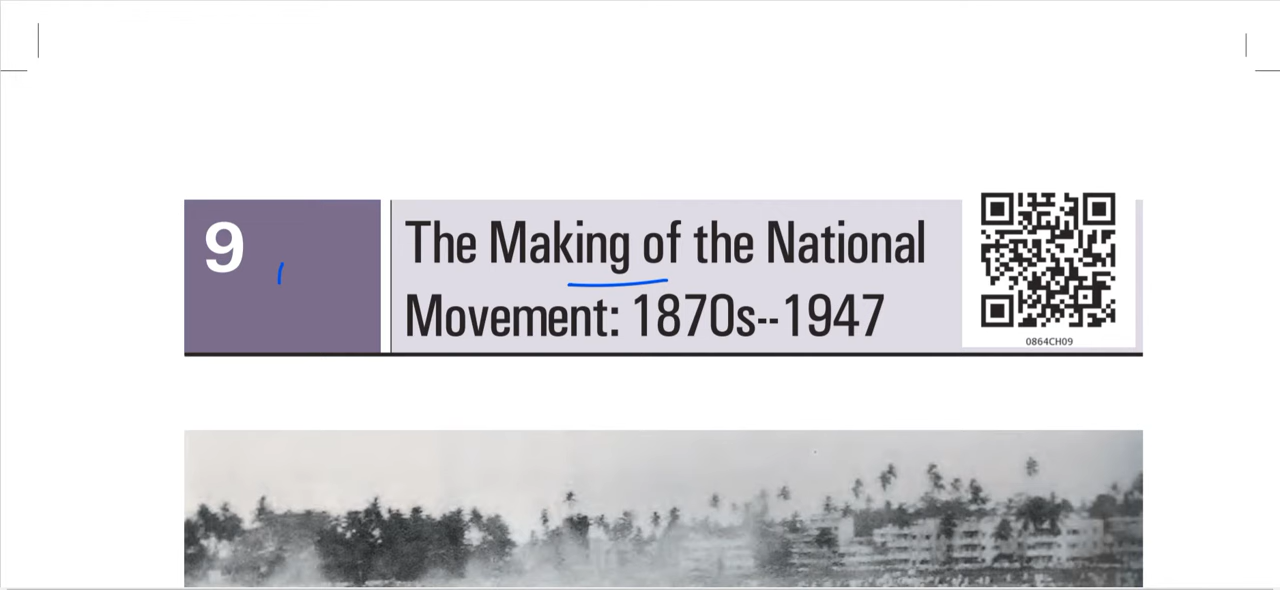 9
The Making of the National
Movement: 1870s--1947
0864CH09